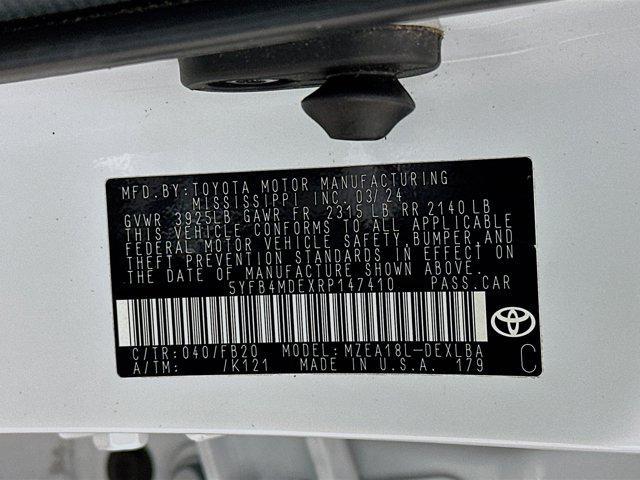 MFD. BY: TOYOTA MOTOR MANUFACTURING
MISSISSIPPI INC. 03/24
GVWR 3925LB GAWR FR 2315 LB RR 2140 LB
THIS VEHICLE CONFORMS TO ALL APPLICABLE
FEDERAL MOTOR VEHICLE SAFETY, BUMPER, AND
THEFT PREVENTION STANDARDS IN EFFECT ON
THE DATE OF MANUFACTURE SHOWN ABOVE.
5YFB4MDEXRP147410 PASS. CAR
C/TR: 040/FB20 MODEL: MZEA18L-DEXLBA
A/TM: /K121 MADE IN U.S.A. 179 C